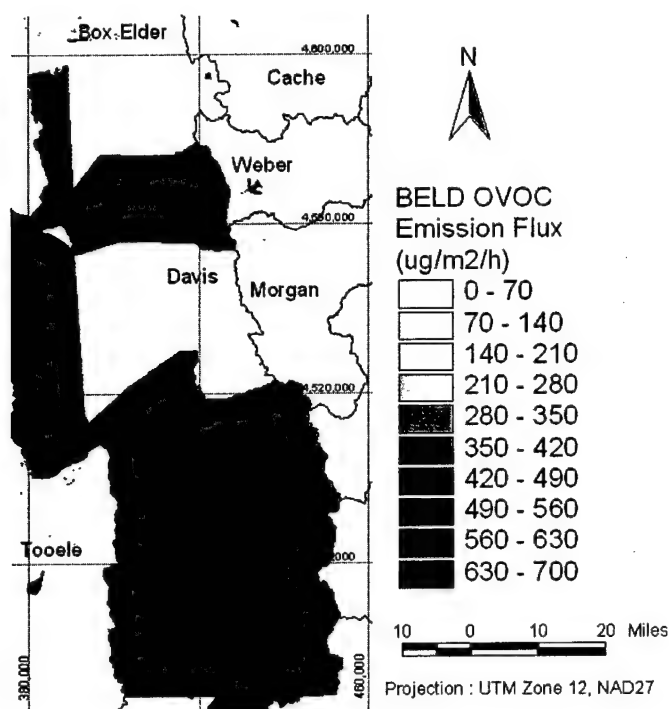 Box Elder
4,600,000
Cache
N
Weber
4,550,000
BELD OVOC
Emission Flux
(ug/m2/h)
Davis
Morgan
0 - 70
70 - 140
140 - 210
210 - 280
280 - 350
350 - 420
420 - 490
490 - 560
560 - 630
630 - 700
4,520,000
Tooele
380,000
460,000
10 0 10 20 Miles
Projection : UTM Zone 12, NAD27